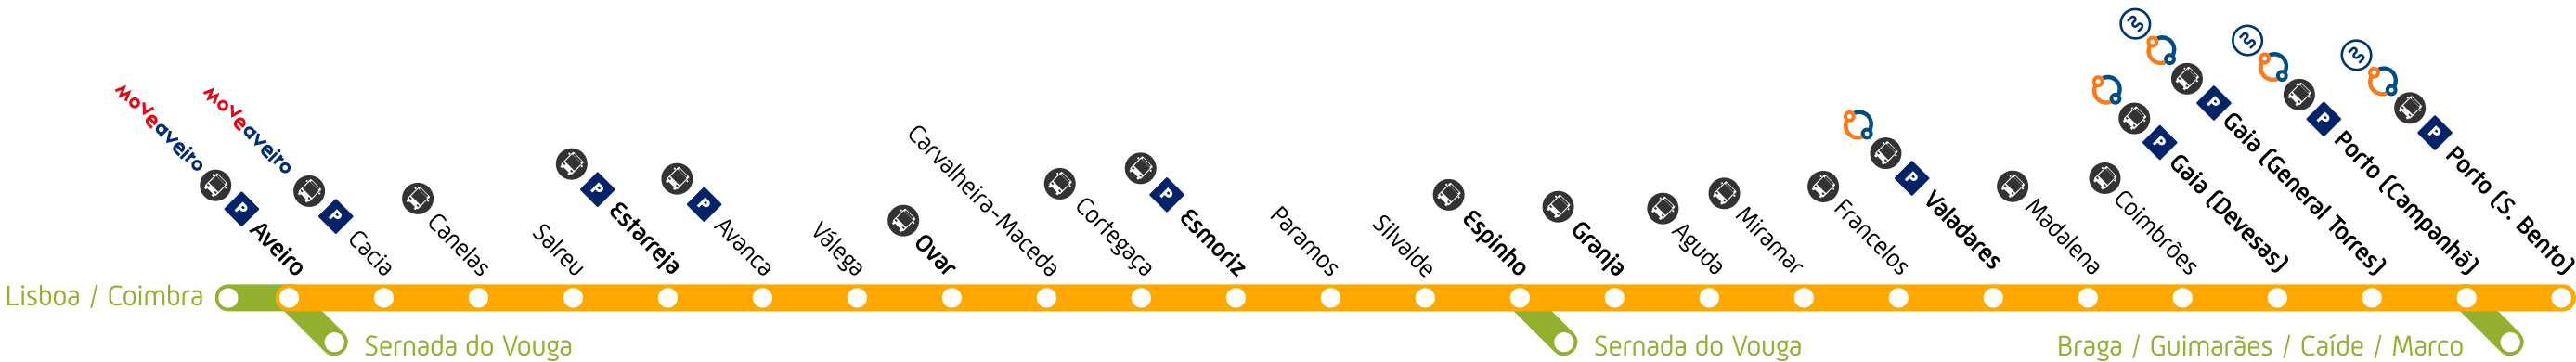 Moveaveiro
P
Aveiro
Moveaveiro
P
Cacia
Canelas
Salreu
P
Estarreja
P
Avanca
Válega
Ovar
Carvalheira-Maceda
Cortegaça
P
Esmoriz
Paramos
Silvalde
Espinho
Granja
Aguda
Miramar
Francelos
P
Valadares
Madalena
Coimbrões
P
Gaia (Devesas)
P
Gaia (General Torres)
P
Porto (Campanhã)
P
Porto (S. Bento)
Lisboa / Coimbra
Sernada do Vouga
Sernada do Vouga
Braga / Guimarães / Caíde / Marco